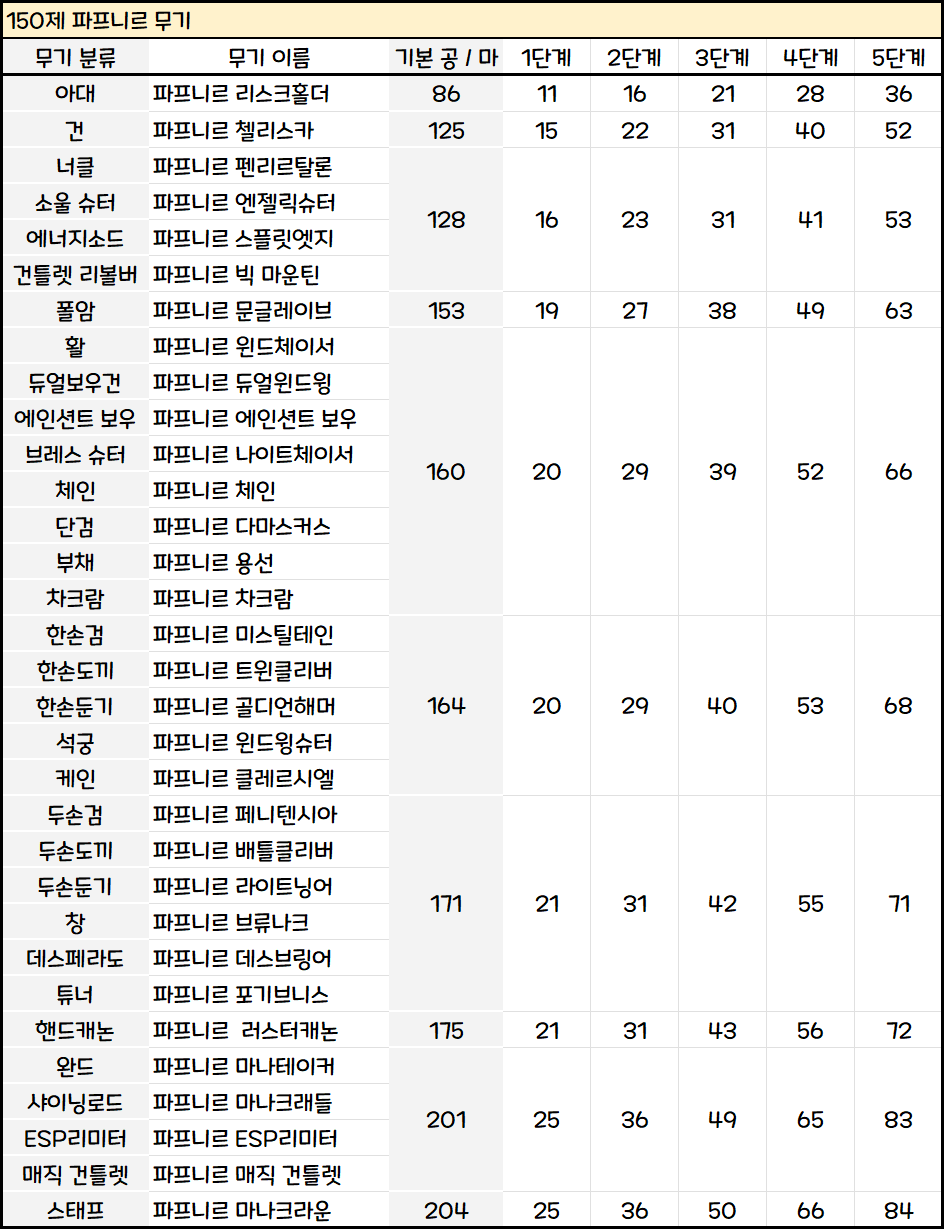 150제 파프니르 무기
무기 분류 무기 이름 기본 공 / 마 1단계 2단계 3단계 4단계 5단계
아대 파프니르 리스크홀더 86 11 16 21 28 36
건 파프니르 첼리스카 125 15 22 31 40 52
너클 파프니르 펜리르탈론
소울 슈터 파프니르 엔젤릭슈터
128 16 23 31 41 53
에너지소드 파프니르 스플릿엣지
건틀렛 리볼버 파프니르 빅 마운틴
폴암 파프니르 문글레이브 153 19 27 38 49 63
활 파프니르 윈드체이서
듀얼보우건 파프니르 듀얼윈드윙
에인션트 보우 파프니르 에인션트 보우
브레스 슈터 파프니르 나이트체이서
160 20 29 39 52 66
체인 파프니르 체인
단검 파프니르 다마스커스
부채 파프니르 용선
차크람 파프니르 차크람
한손검 파프니르 미스틸테인
한손도끼 파프니르 트윈클리버
한손둔기 파프니르 골디언해머 164 20 29 40 53 68
석궁 파프니르 윈드윙슈터
케인 파프니르 클레르시엘
두손검 파프니르 페니텐시아
두손도끼 파프니르 배틀클리버
두손둔기 파프니르 라이트닝어
171 21 31 42 55 71
창 파프니르 브류나크
데스페라도 파프니르 데스브링어
튜너 파프니르 포기브니스
핸드캐논 파프니르 러스터캐논 175 21 31 43 56 72
완드 파프니르 마나테이커
샤이닝로드 파프니르 마나크래들
201 25 36 49 65 83
ESP리미터 파프니르 ESP리미터
매직 건틀렛 파프니르 매직 건틀렛
스태프 파프니르 마나크라운 204 25 36 50 66 84